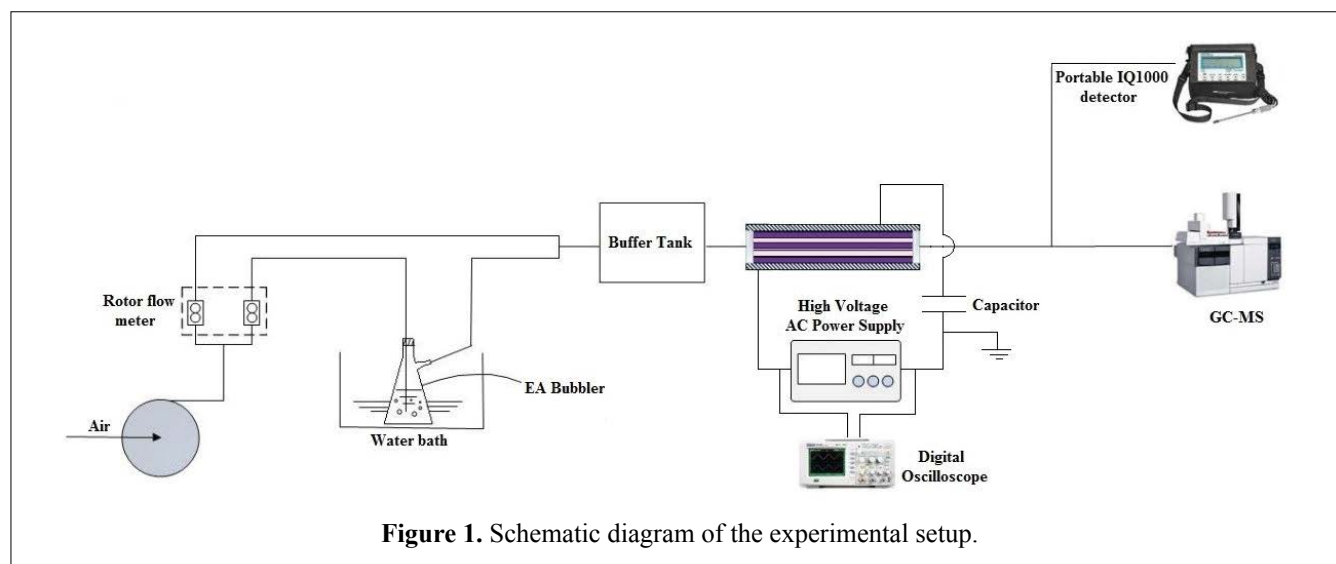 Portable IQ1000
detector
Buffer Tank
Rotor flow
meter
High Voltage
AC Power Supply
Capacitor
GC-MS
EA Bubbler
Air
Water bath
Digital
Oscilloscope
Figure 1. Schematic diagram of the experimental setup.